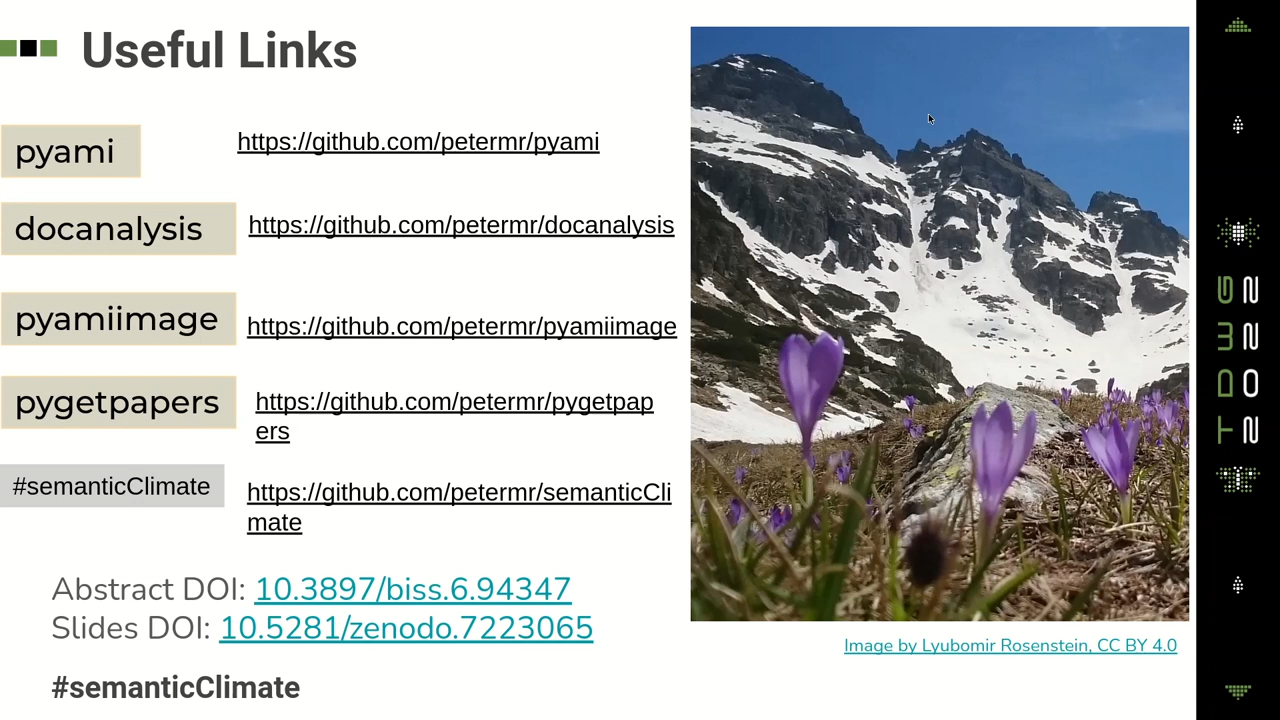 Useful Links
pyami
https://github.com/petermr/pyami
docanalysis
https://github.com/petermr/docanalysis
pyamiimage
https://github.com/petermr/pyamiimage
pygetpapers
https://github.com/petermr/pygetpap
ers
#semanticClimate
https://github.com/petermr/semanticCli
mate
Abstract DOI: 10.3897/biss.6.94347
Slides DOI: 10.5281/zenodo.7223065
#semanticClimate
Image by Lyubomir Rosenstein, CC BY 4.0
TDWG
2022